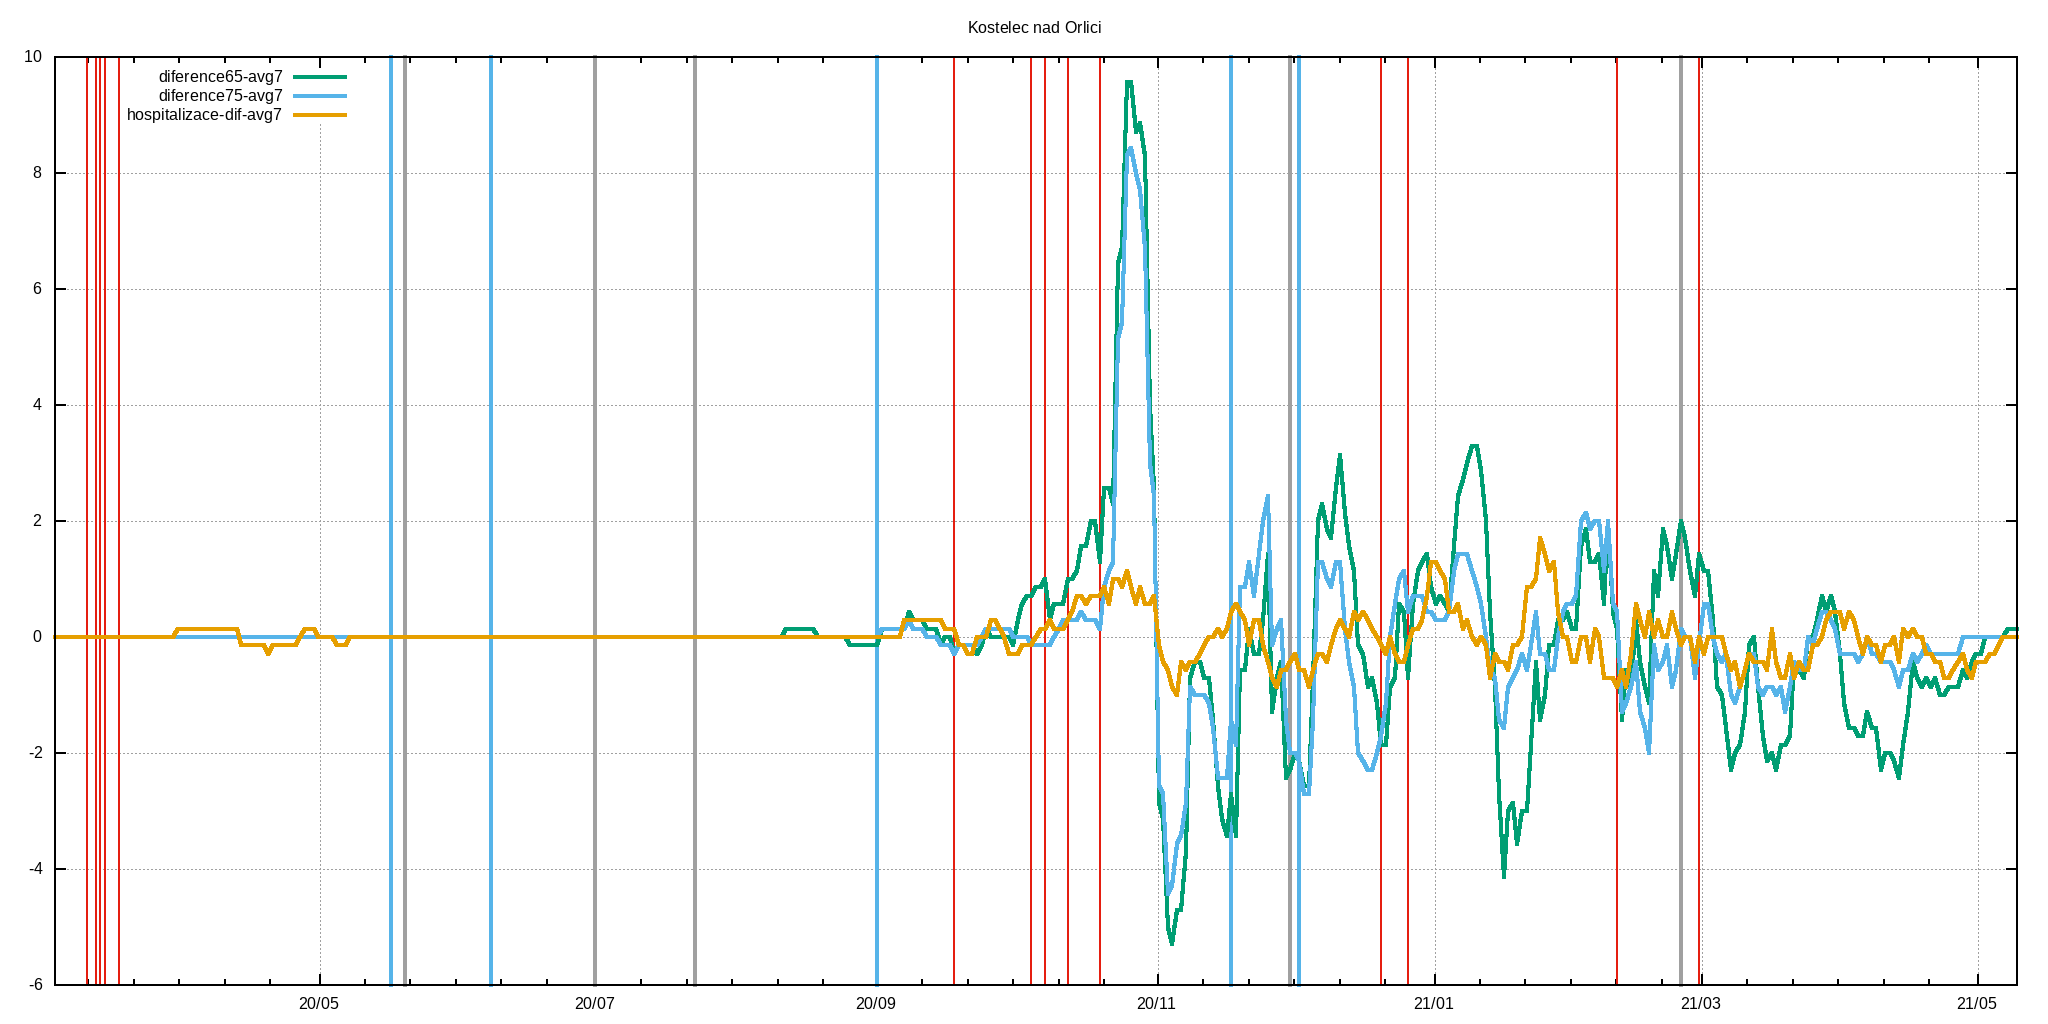 Kostelec nad Orlici
diference65-avg7
diference75-avg7
hospitalizace-dif-avg7
10
8
6
4
2
0
-2
-4
-6
20/05 20/07 20/09 20/11 21/01 21/03 21/05